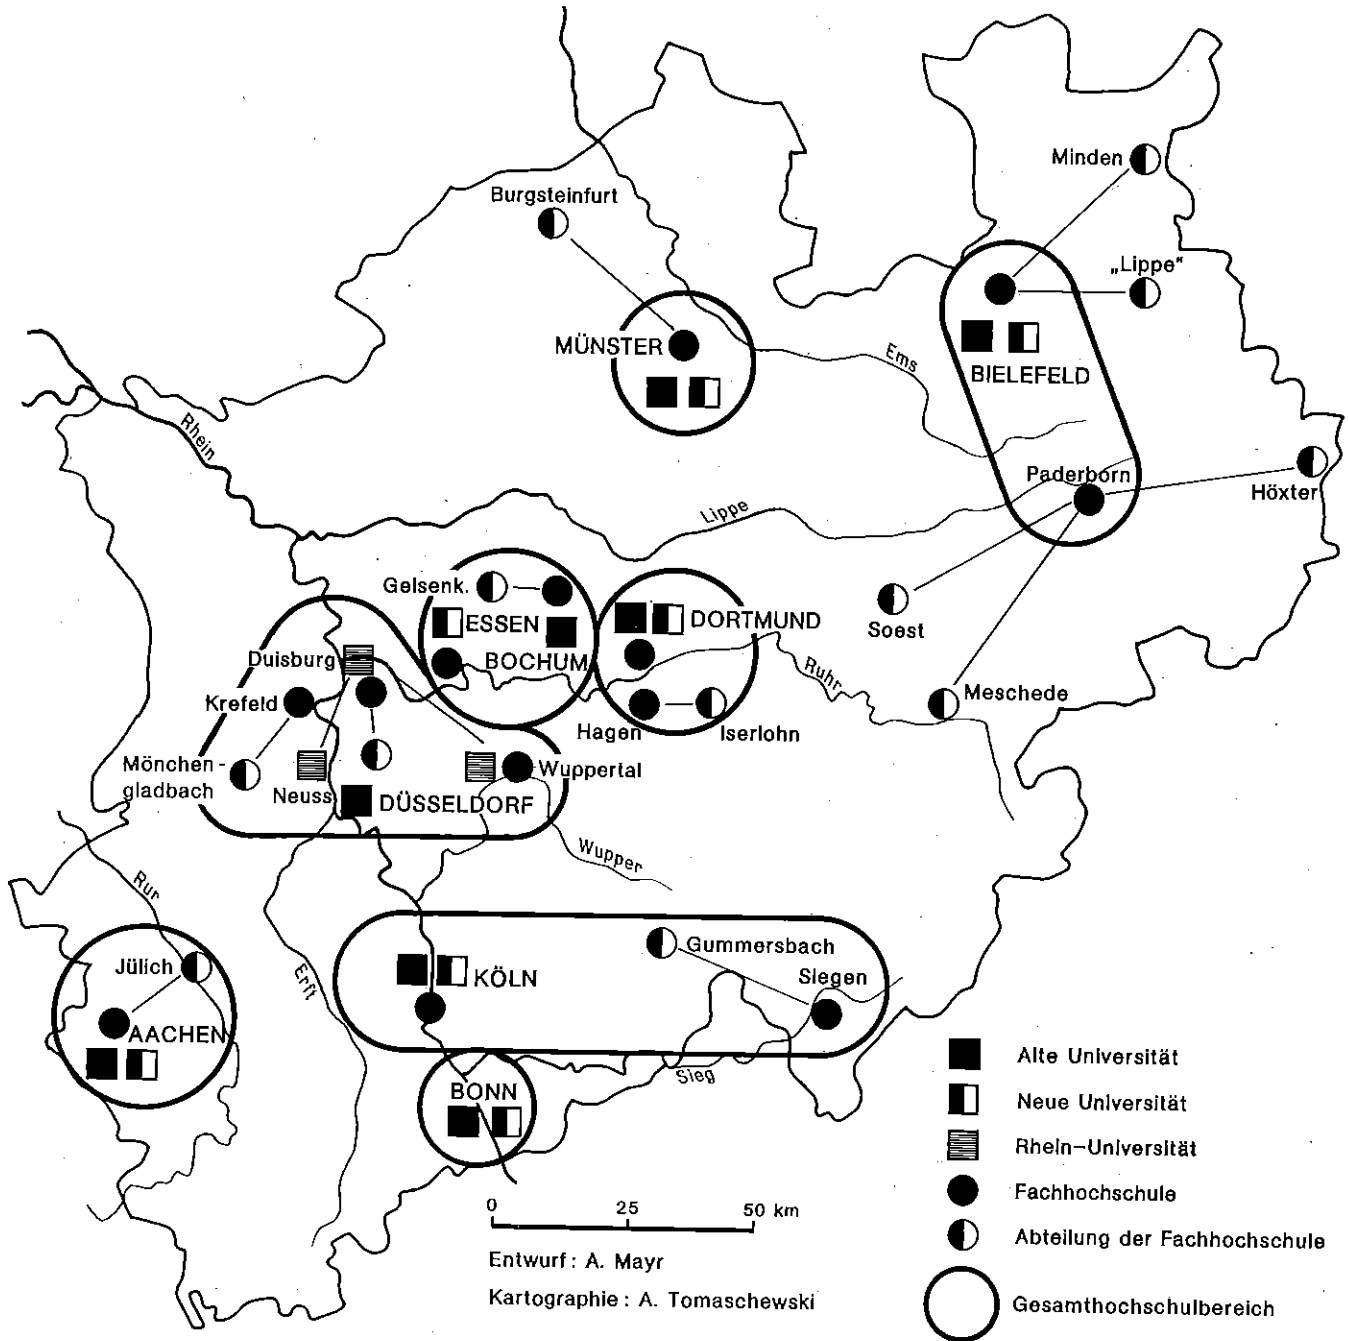 Minden
Burgsteinfurt
„Lippe“
MÜNSTER
Ems
BIELEFELD
Rhein
Paderborn
Höxter
Lippe
Gelsenk.
ESSEN
DORTMUND
Soest
BOCHUM
Duisburg
Ruhr
Krefeld
Meschede
Hagen
Iserlohn
Mönchen-
gladbach
Neuss
Wuppertal
DÜSSELDORF
Wupper
Rur
Gummersbach
Jülich
Erft
KÖLN
Siegen
AACHEN
Sieg
BONN
Alte Universität
Neue Universität
Rhein-Universität
Fachhochschule
Abteilung der Fachhochschule
Gesamthochschulbereich
0 25 50 km
Entwurf: A. Mayr
Kartographie: A. Tomaschewski